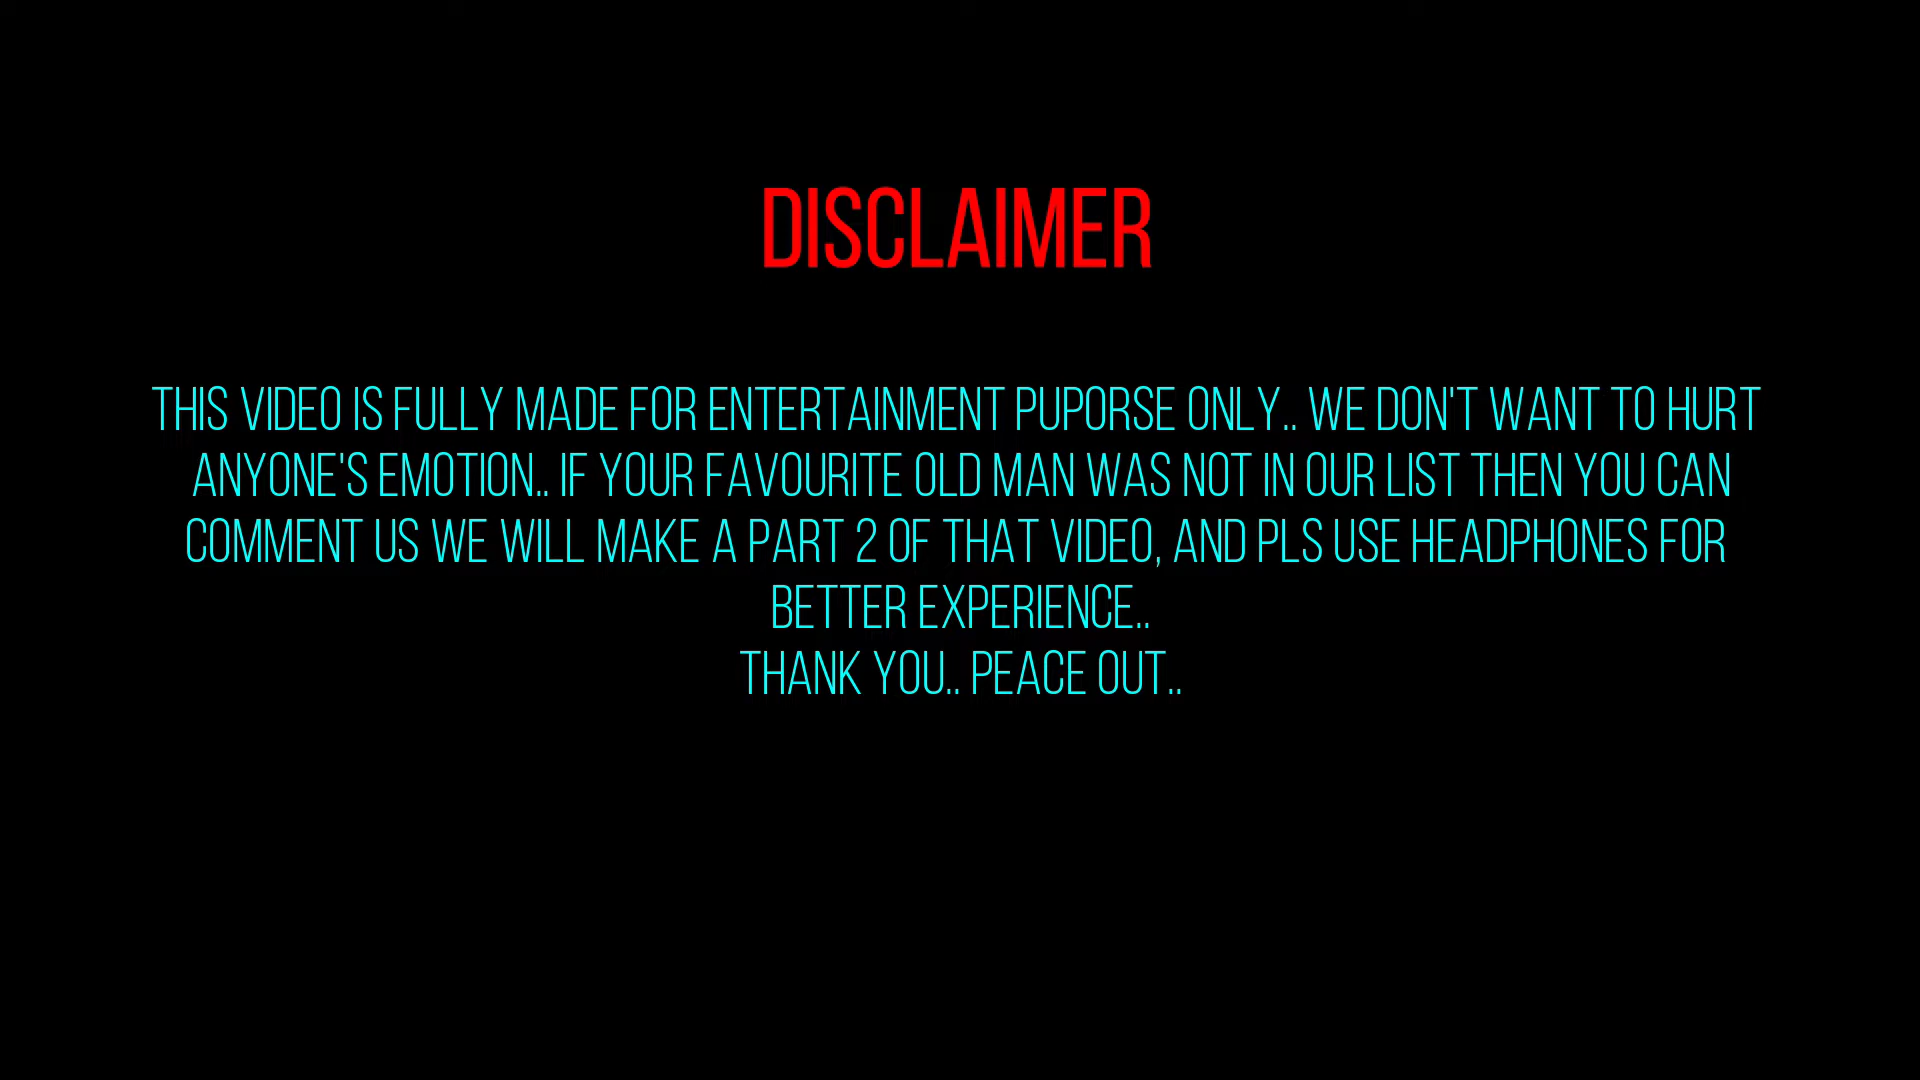 DISCLAIMER
THIS VIDEO IS FULLY MADE FOR ENTERTAINMENT PUPORSE ONLY.. WE DON'T WANT TO HURT
ANYONE'S EMOTION.. IF YOUR FAVOURITE OLD MAN WAS NOT IN OUR LIST THEN YOU CAN
COMMENT US WE WILL MAKE A PART 2 OF THAT VIDEO, AND PLS USE HEADPHONES FOR
BETTER EXPERIENCE..
THANK YOU.. PEACE OUT..